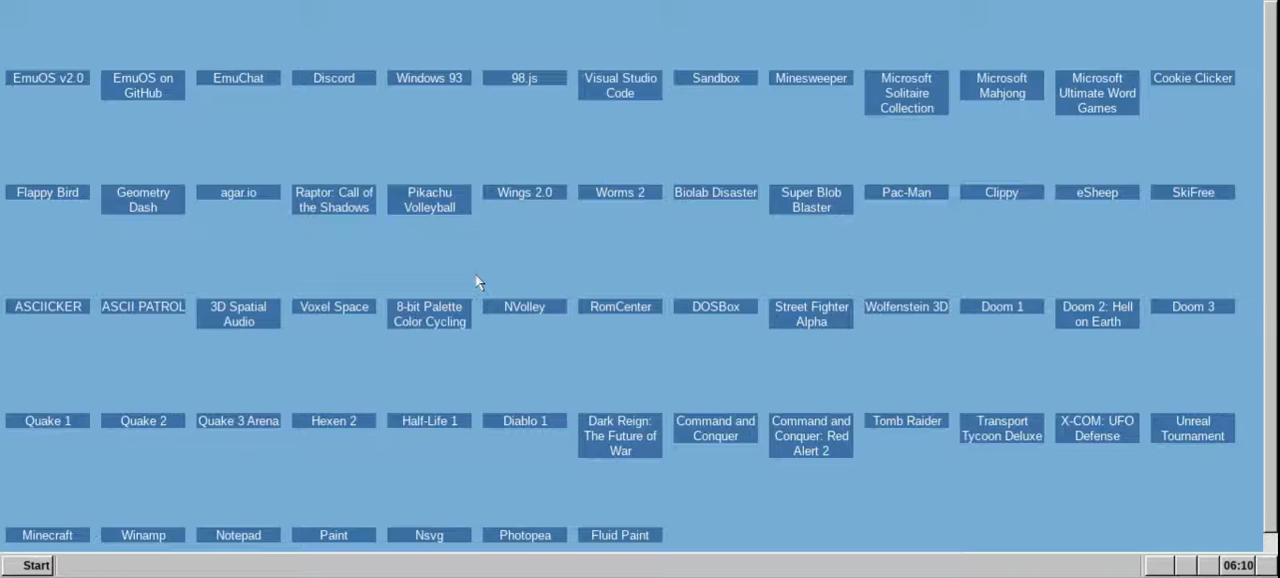 EmuOS v2.0
EmuOS on
GitHub
EmuChat
Discord
Windows 93
98.js
Visual Studio
Code
Sandbox
Minesweeper
Microsoft
Solitaire
Collection
Microsoft
Mahjong
Microsoft
Ultimate Word
Games
Cookie Clicker
Flappy Bird
Geometry
Dash
agar.io
Raptor: Call of
the Shadows
Pikachu
Volleyball
Wings 2.0
Worms 2
Biolab Disaster
Super Blob
Blaster
Pac-Man
Clippy
eSheep
SkiFree
ASCIICKER
ASCII PATROL
3D Spatial
Audio
Voxel Space
8-bit Palette
Color Cycling
NVolley
RomCenter
DOSBox
Street Fighter
Alpha
Wolfenstein 3D
Doom 1
Doom 2: Hell
on Earth
Doom 3
Quake 1
Quake 2
Quake 3 Arena
Hexen 2
Half-Life 1
Diablo 1
Dark Reign:
The Future of
War
Command and
Conquer
Command and
Conquer: Red
Alert 2
Tomb Raider
Transport
Tycoon Deluxe
X-COM: UFO
Defense
Unreal
Tournament
Minecraft
Winamp
Notepad
Paint
Nsvg
Photopea
Fluid Paint
Start
06:10